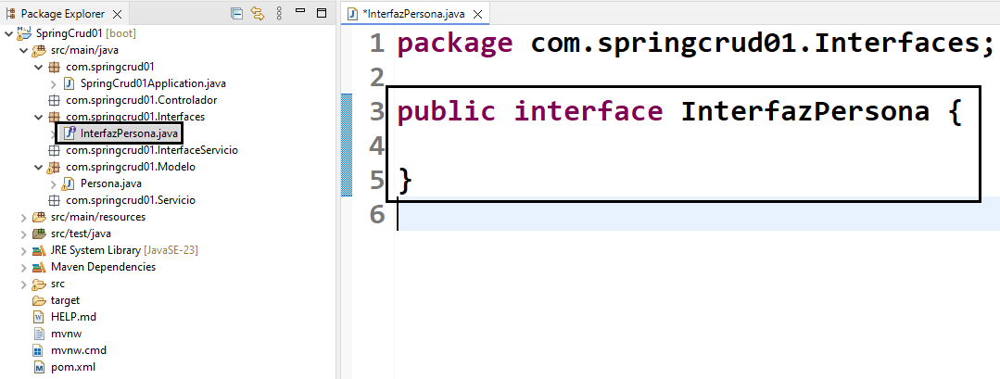 Package Explorer
SpringCrud01 [boot]
src/main/java
com.springcrud01
SpringCrud01Application.java
com.springcrud01.Controlador
com.springcrud01.Interfaces
InterfazPersona.java
com.springcrud01.InterfaceServicio
com.springcrud01.Modelo
Persona.java
com.springcrud01.Servicio
src/main/resources
src/test/java
JRE System Library [JavaSE-23]
Maven Dependencies
src
target
HELP.md
mvnw
mvnw.cmd
pom.xml
*InterfazPersona.java
1 package com.springcrud01.Interfaces;
2
3 public interface InterfazPersona {
4
5 }
6